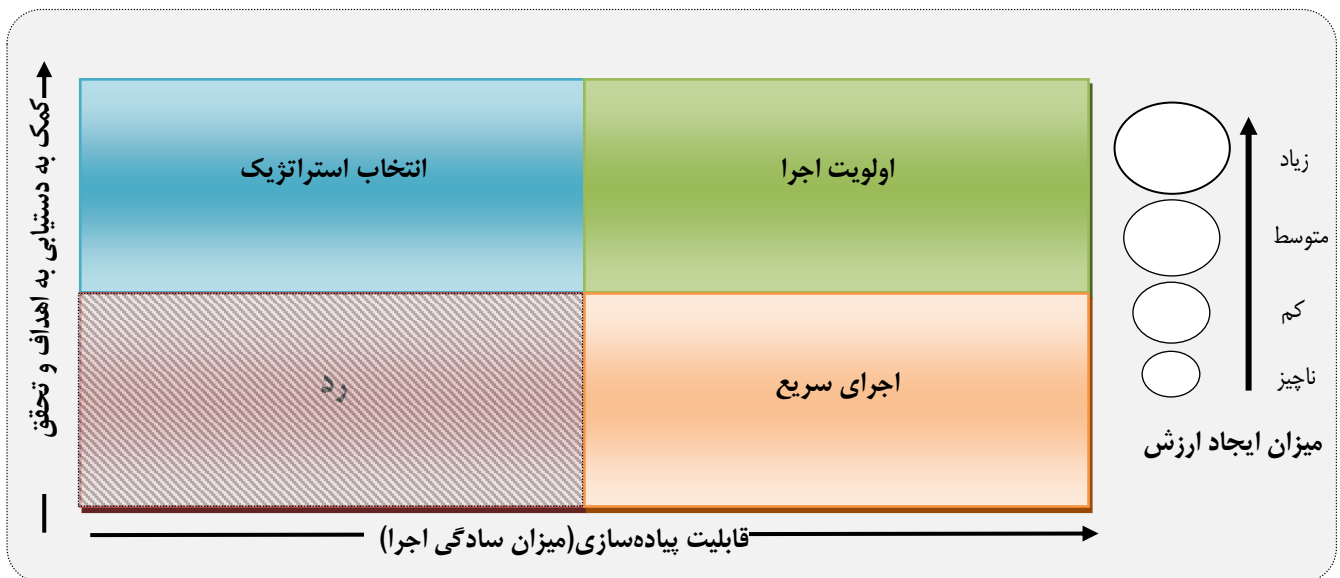 کمک به دستیابی به اهداف و تحقق
اولویت اجرا
انتخاب استراتژیک
اجرای سریع
رد
قابلیت پیاده‌سازی(میزان سادگی اجرا)
زیاد
متوسط
کم
ناچیز
میزان ایجاد ارزش